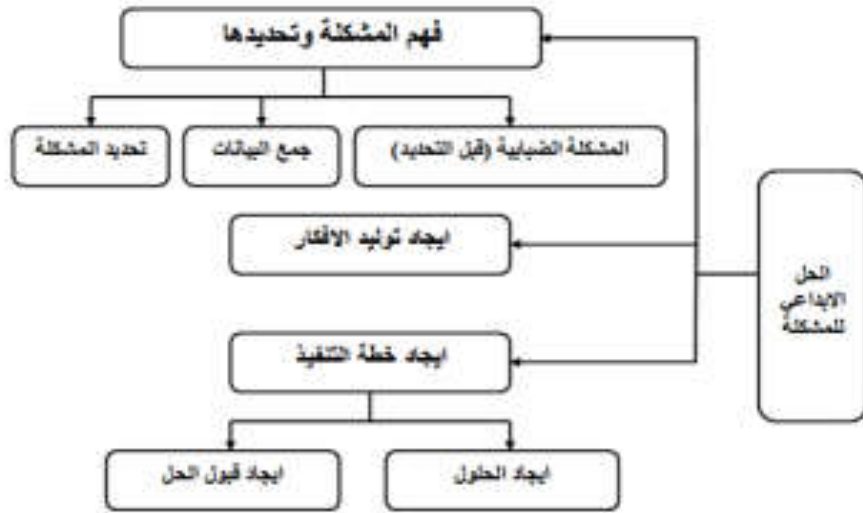 فهم المشكلة وتحديدها
المشكلة الضبابية (قبل التحديد)
جمع البيانات
تحديد المشكلة
ايجاد توليد الافكار
الحل
الابداعي
للمشكلة
ايجاد خطة التنفيذ
ايجاد الحلول
ايجاد قبول الحل